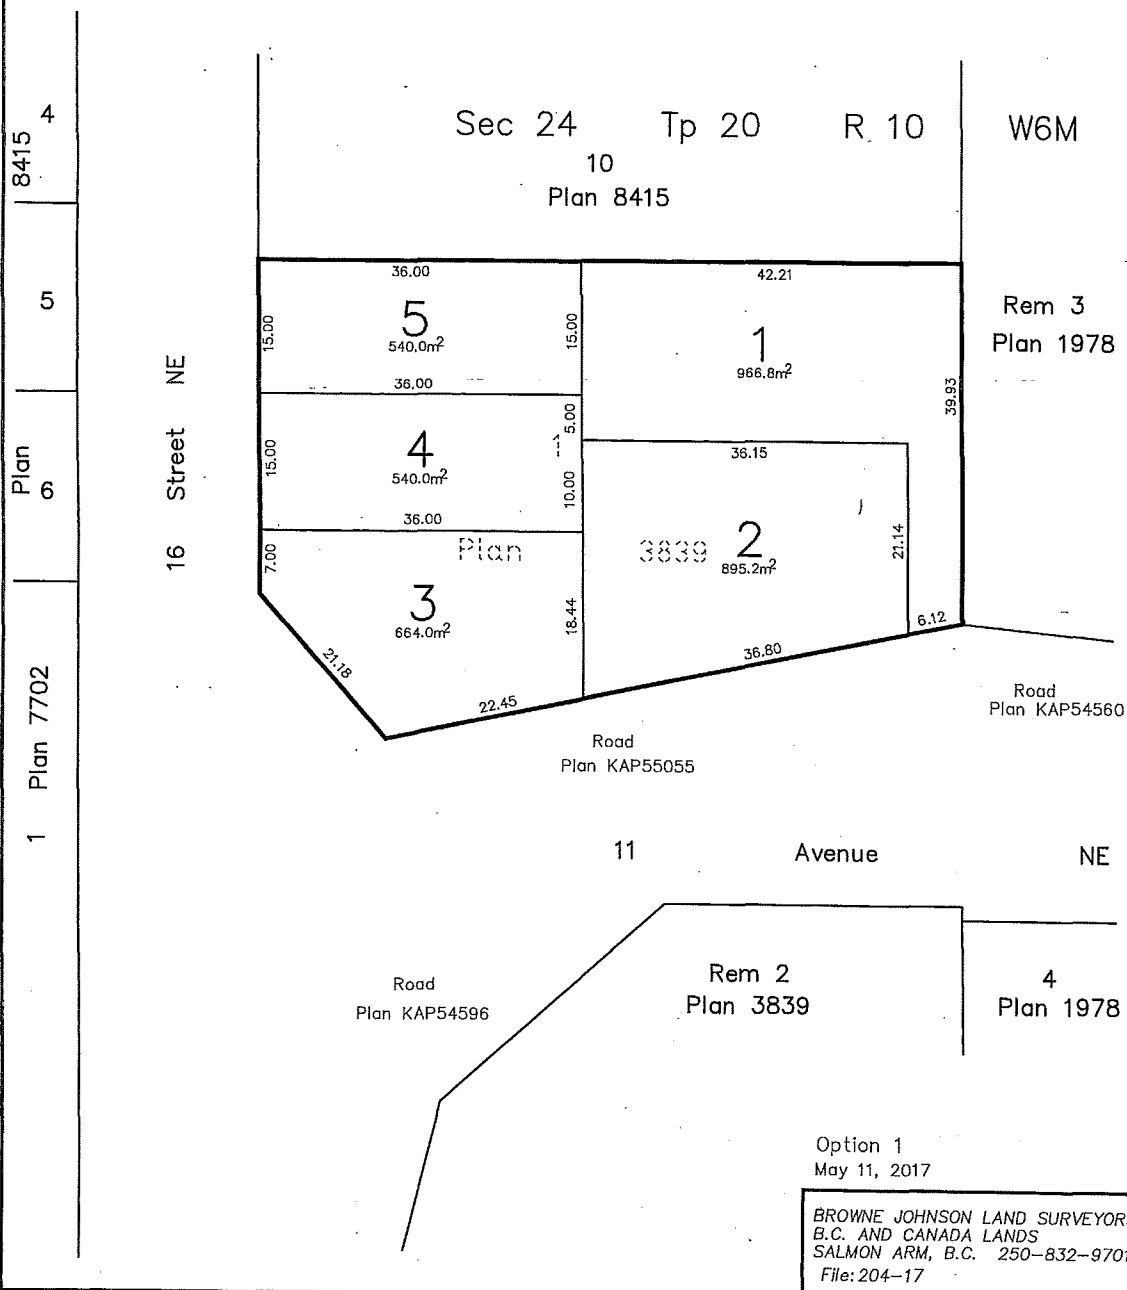 Sec 24 Tp 20 R 10 W6M
10
Plan 8415
4
8415
5
Plan
6
1 Plan 7702
16 Street NE
36.00
42.21
15.00
5
540.0m²
15.00
1
966.8m²
Rem 3
Plan 1978
36.00
39.93
15.00
4
540.0m²
5.00
1
10.00
36.15
36.00
Plan 3839
2
895.2m²
21.14
7.00
3
664.0m²
18.44
6.12
21.18
22.45
36.80
Road
Plan KAP54560
Road
Plan KAP55055
11 Avenue NE
Road
Plan KAP54596
Rem 2
Plan 3839
4
Plan 1978
Option 1
May 11, 2017
BROWNE JOHNSON LAND SURVEYORS
B.C. AND CANADA LANDS
SALMON ARM, B.C. 250-832-9701
File: 204-17